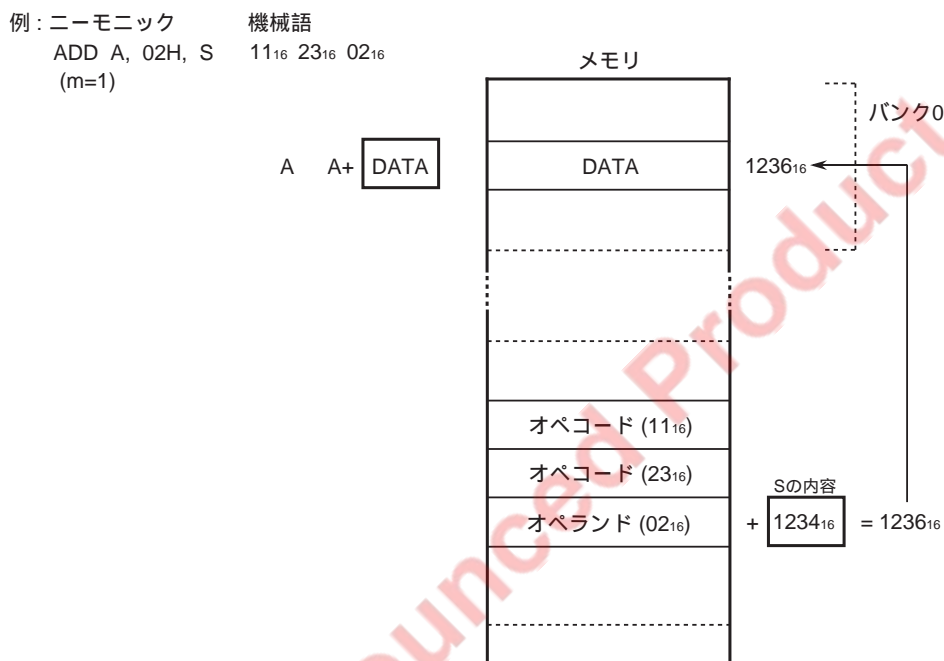 例 : ニーモニック 機械語
ADD A, 02H, S 11₁₆ 23₁₆ 02₁₆
(m=1)
メモリ
バンク0
A A+ DATA
DATA
1236₁₆
オペコード (11₁₆)
オペコード (23₁₆)
Sの内容
オペランド (02₁₆) + 1234₁₆ = 1236₁₆
ounced Product